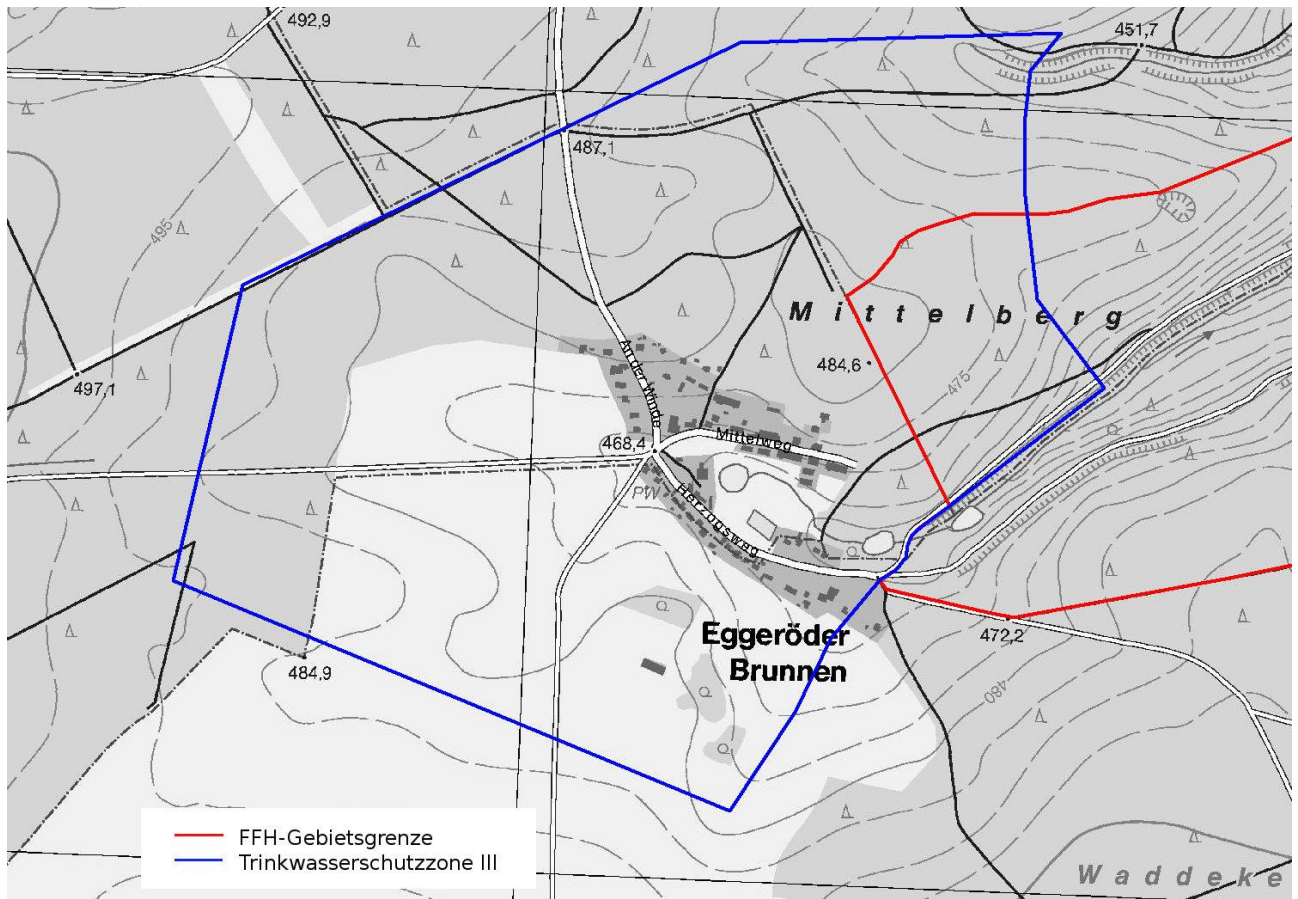 492,9
451,7
487,1
495
Mittelberg
484,6
475
497,1
An der Winde
468,4
Mittelweg
PW
Herzogsweg
Eggeröder
Brunnen
472,2
484,9
480
FFH-Gebietsgrenze
Trinkwasserschutzzone III
Waddeke